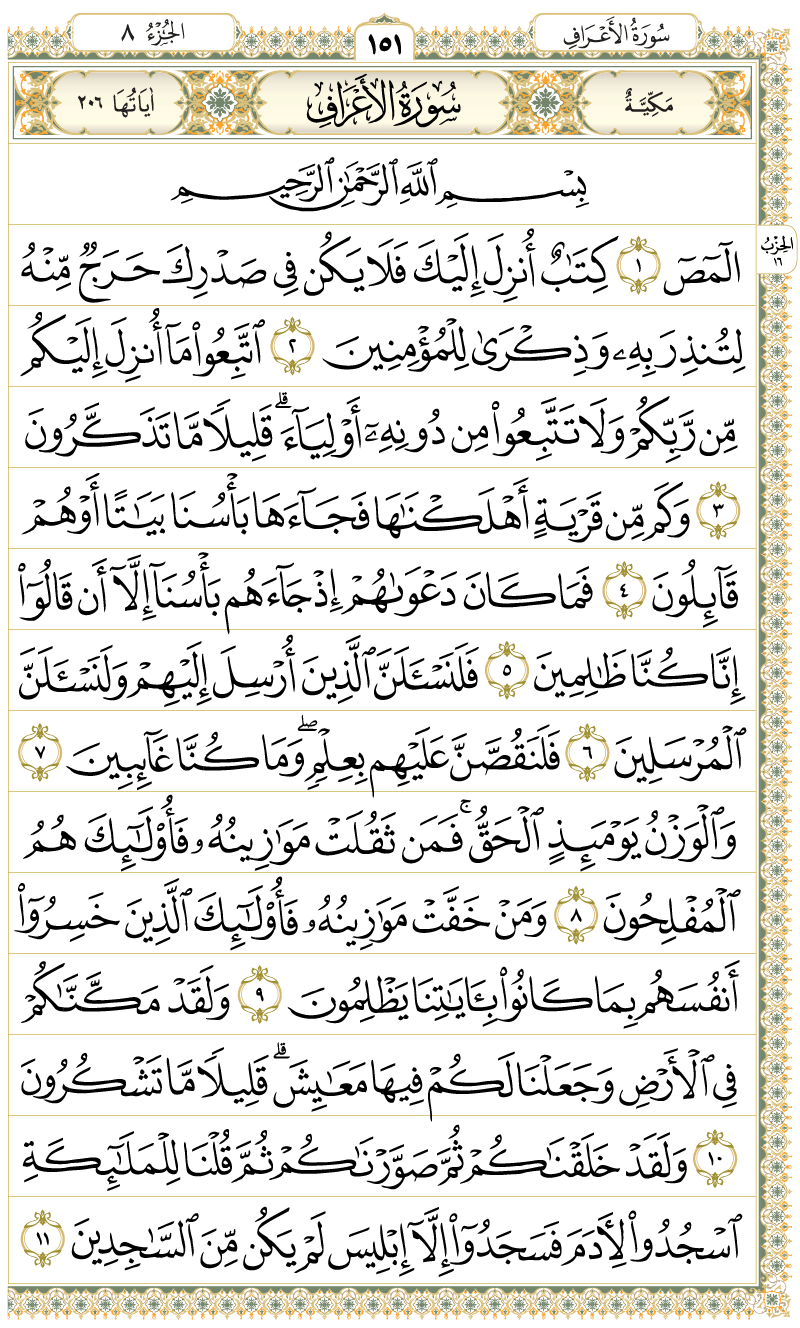 سُورَةُ الأَعْرَافِ
١٥١
الجُزْءُ ٨
مَكِّيَّةٌ
سُورَةُ الأَعْرَافِ
اٰيَاتُهَا ٢٠٦
بِسْمِ ٱللَّهِ ٱلرَّحْمَٰنِ ٱلرَّحِيمِ
الحِزْبُ
١٦
الٓمٓصٓ ١ كِتَٰبٌ أُنزِلَ إِلَيْكَ فَلَا يَكُن فِي صَدْرِكَ حَرَجٌ مِّنْهُ
لِتُنذِرَ بِهِۦ وَذِكْرَىٰ لِلْمُؤْمِنِينَ ٢ ٱتَّبِعُوا۟ مَآ أُنزِلَ إِلَيْكُم
مِّن رَّبِّكُمْ وَلَا تَتَّبِعُوا۟ مِن دُونِهِۦٓ أَوْلِيَآءَ ۗ قَلِيلًا مَّا تَذَكَّرُونَ
٣ وَكَم مِّن قَرْيَةٍ أَهْلَكْنَٰهَا فَجَآءَهَا بَأْسُنَا بَيَٰتًا أَوْ هُمْ
قَآئِلُونَ ٤ فَمَا كَانَ دَعْوَىٰهُمْ إِذْ جَآءَهُم بَأْسُنَآ إِلَّآ أَن قَالُوٓا۟
إِنَّا كُنَّا ظَٰلِمِينَ ٥ فَلَنَسْـَٔلَنَّ ٱلَّذِينَ أُرْسِلَ إِلَيْهِمْ وَلَنَسْـَٔلَنَّ
ٱلْمُرْسَلِينَ ٦ فَلَنَقُصَّنَّ عَلَيْهِم بِعِلْمٍ ۖ وَمَا كُنَّا غَآئِبِينَ ٧
وَٱلْوَزْنُ يَوْمَئِذٍ ٱلْحَقُّ ۚ فَمَن ثَقُلَتْ مَوَٰزِينُهُۥ فَأُو۟لَٰٓئِكَ هُمُ
ٱلْمُفْلِحُونَ ٨ وَمَنْ خَفَّتْ مَوَٰزِينُهُۥ فَأُو۟لَٰٓئِكَ ٱلَّذِينَ خَسِرُوٓا۟
أَنفُسَهُم بِمَا كَانُوا۟ بِـَٔايَٰتِنَا يَظْلِمُونَ ٩ وَلَقَدْ مَكَّنَّٰكُمْ
فِي ٱلْأَرْضِ وَجَعَلْنَا لَكُمْ فِيهَا مَعَٰيِشَ ۗ قَلِيلًا مَّا تَشْكُرُونَ
١٠ وَلَقَدْ خَلَقْنَٰكُمْ ثُمَّ صَوَّرْنَٰكُمْ ثُمَّ قُلْنَا لِلْمَلَٰٓئِكَةِ
ٱسْجُدُوا۟ لِـَٔادَمَ فَسَجَدُوٓا۟ إِلَّآ إِبْلِيسَ لَمْ يَكُن مِّنَ ٱلسَّٰجِدِينَ ١١